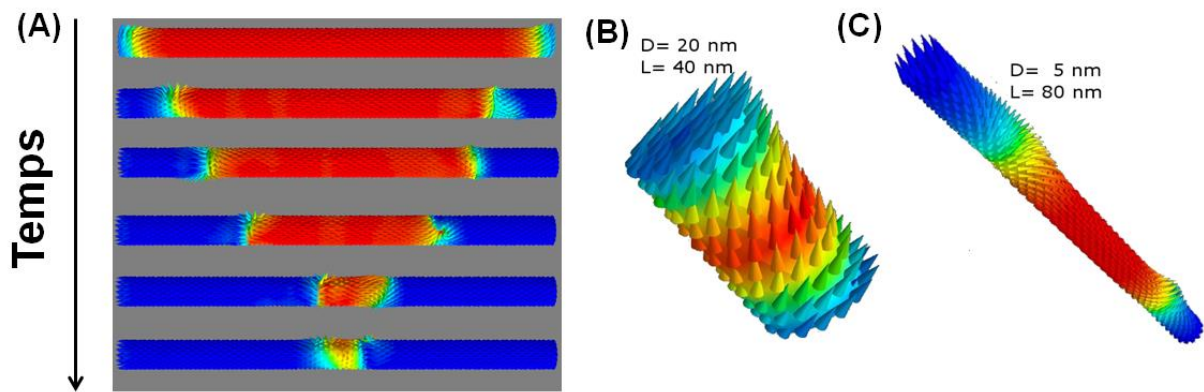 (A)
Temps
(B)
D= 20 nm
L= 40 nm
(C)
D= 5 nm
L= 80 nm